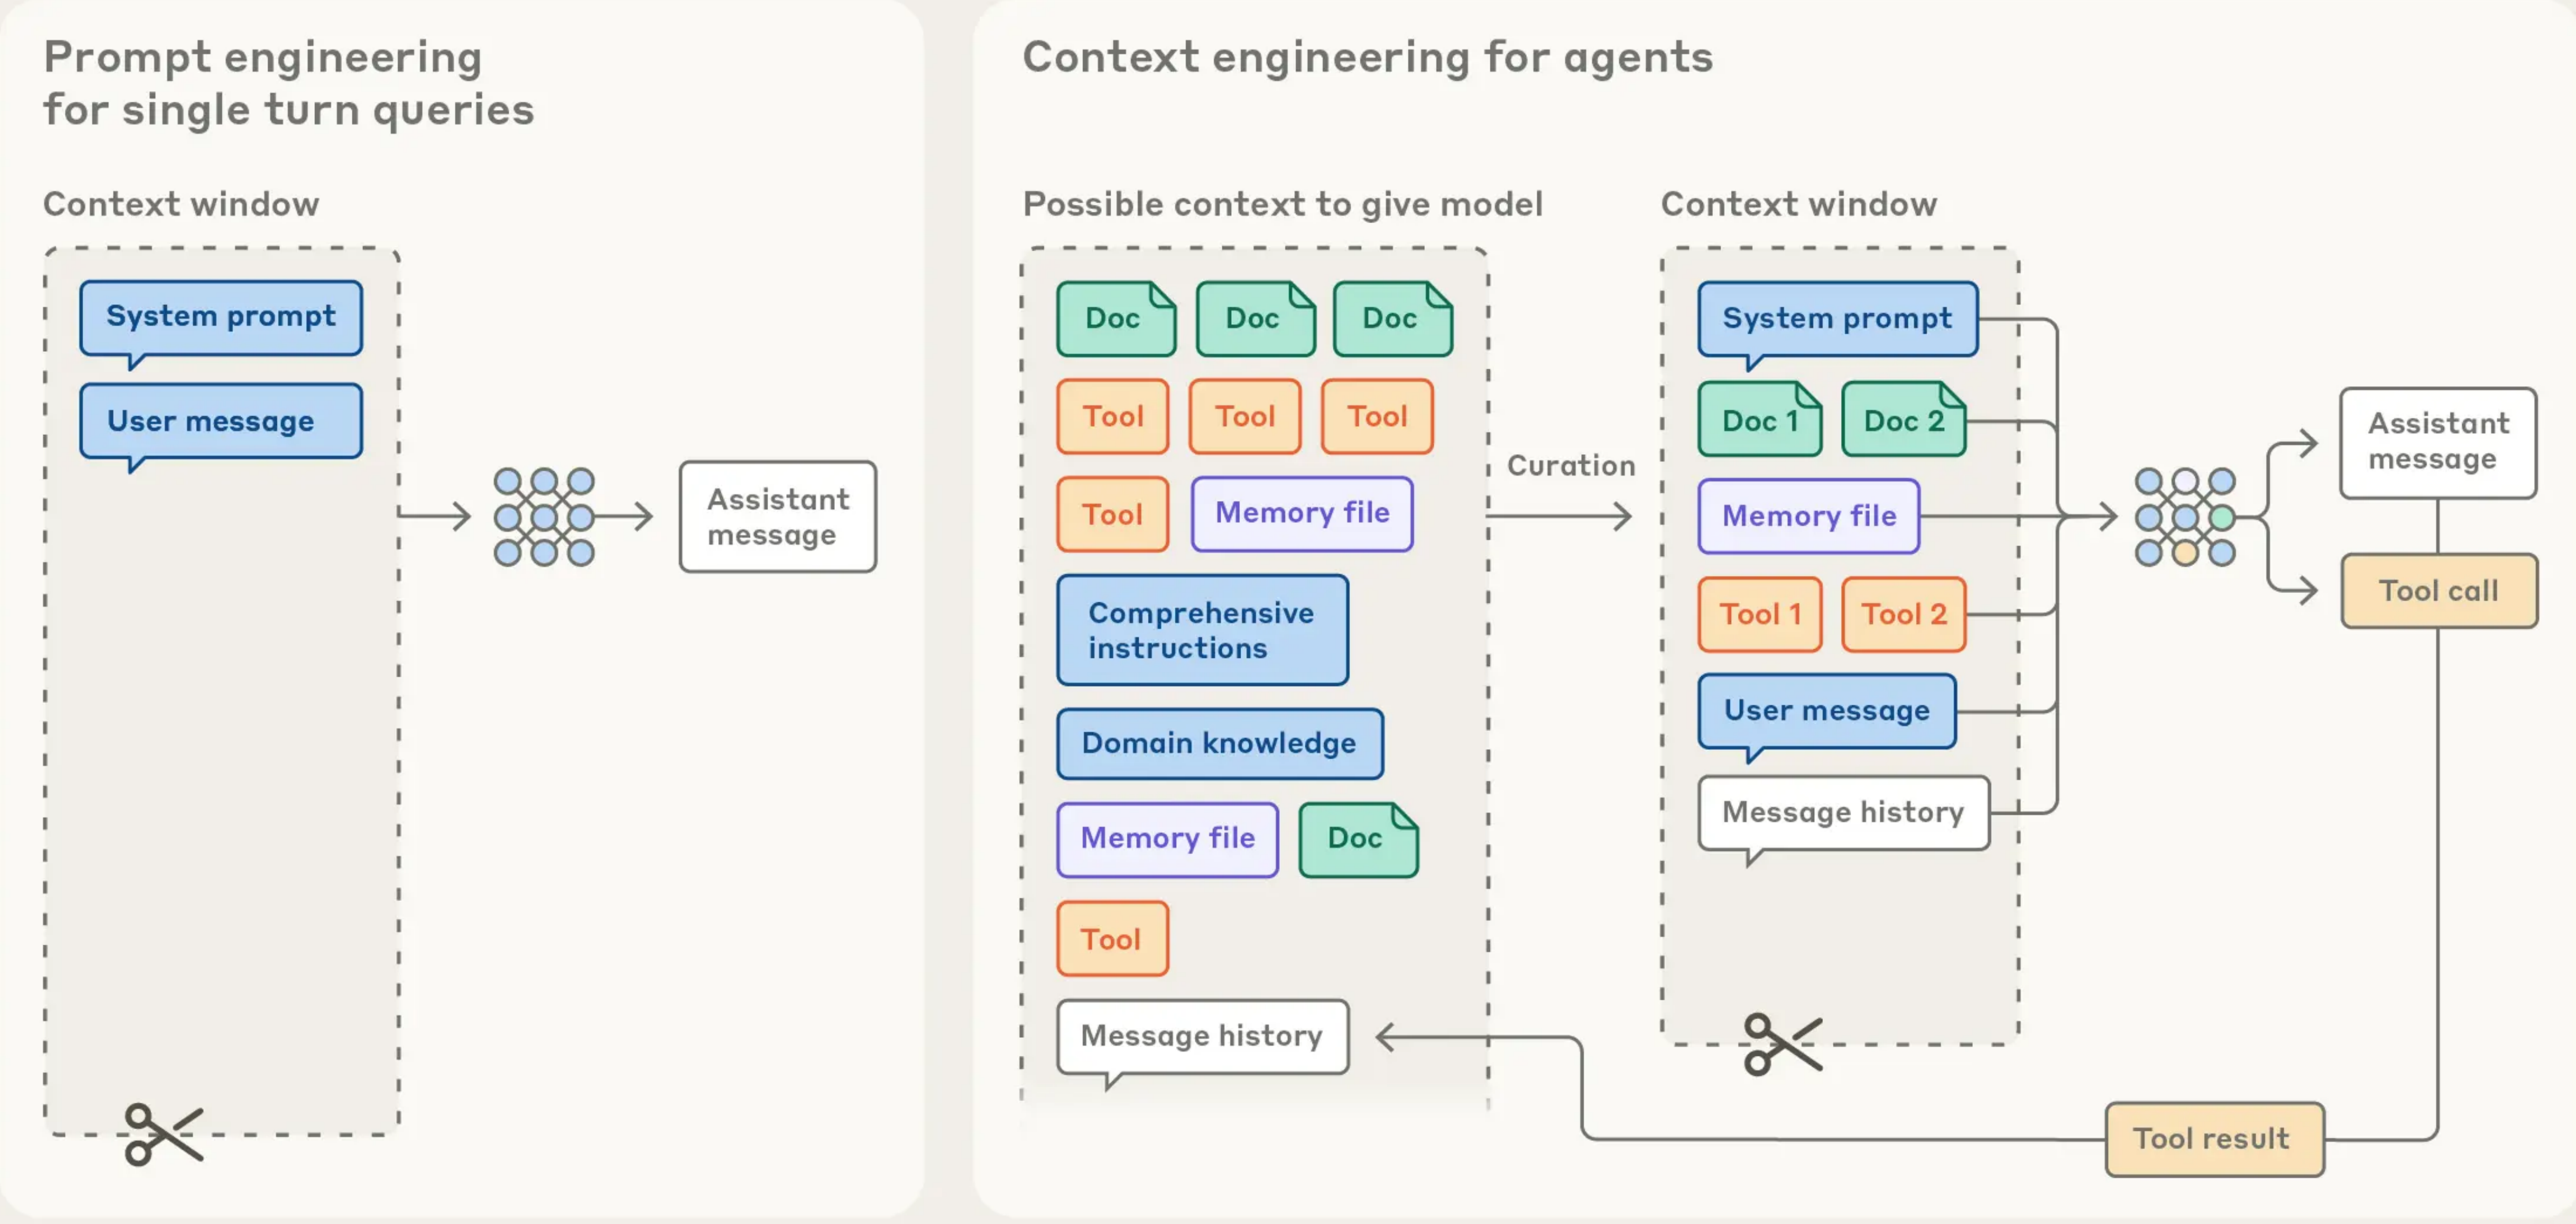 Prompt engineering
for single turn queries
Context window
System prompt
User message
Assistant
message
Context engineering for agents
Possible context to give model
Doc Doc Doc
Tool Tool Tool
Tool Memory file
Comprehensive
instructions
Domain knowledge
Memory file Doc
Tool
Message history
Curation
Context window
System prompt
Doc 1 Doc 2
Memory file
Tool 1 Tool 2
User message
Message history
Assistant
message
Tool call
Tool result